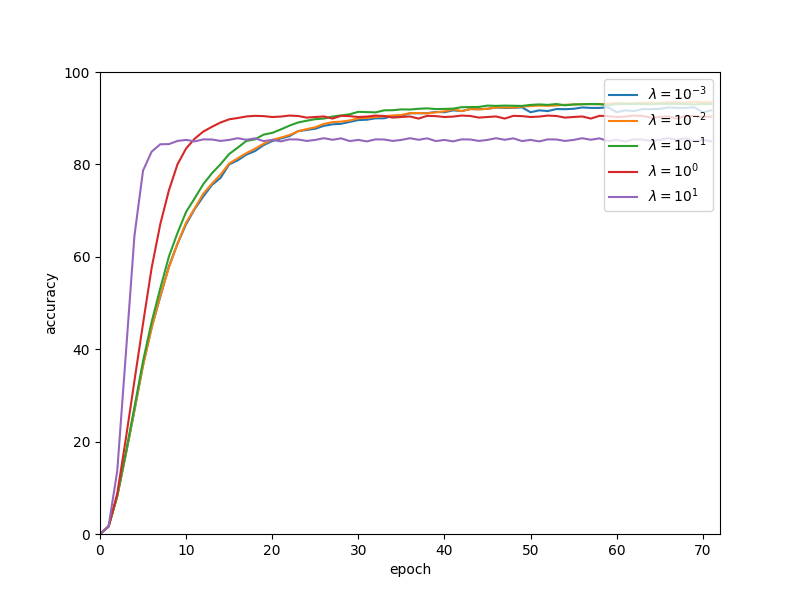 100
80
60
40
20
0
accuracy
0 10 20 30 40 50 60 70
epoch
λ = 10⁻³
λ = 10⁻²
λ = 10⁻¹
λ = 10⁰
λ = 10¹